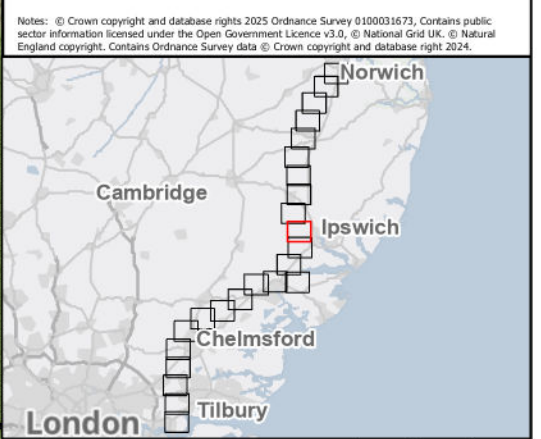 Notes: © Crown copyright and database rights 2025 Ordnance Survey 0100031673, Contains public
sector information licensed under the Open Government Licence v3.0, © National Grid UK. © Natural
England copyright. Contains Ordnance Survey data © Crown copyright and database right 2024.
Norwich
Cambridge
Ipswich
Chelmsford
Tilbury
London